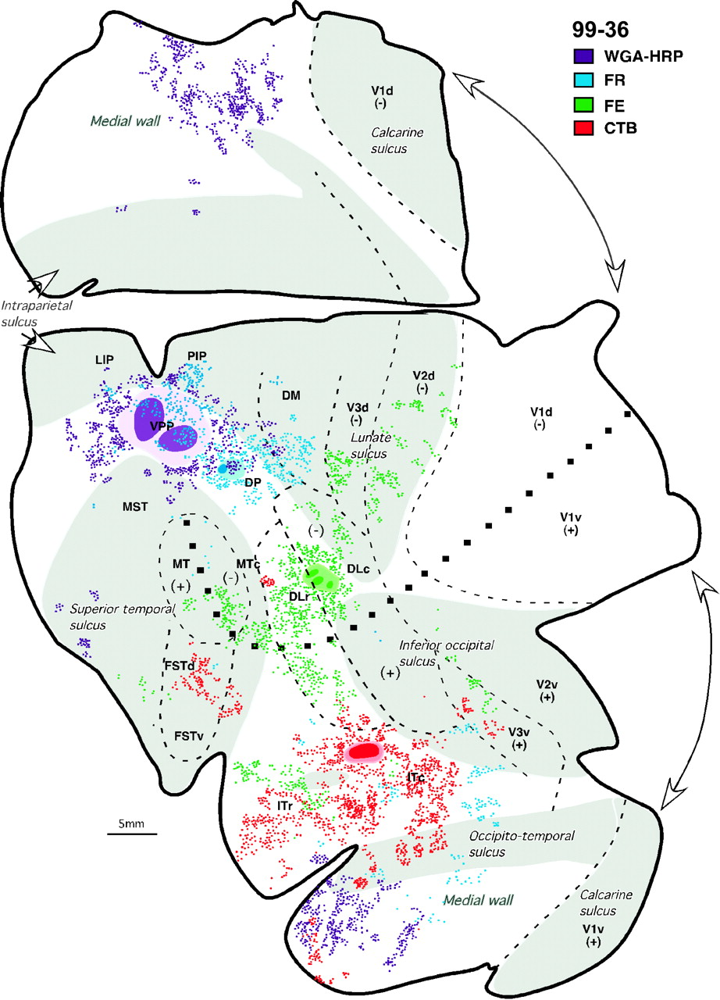 99-36
WGA-HRP
FR
FE
CTB
V1d
(-)
Calcarine
sulcus
Medial wall
Intraparietal
sulcus
LIP
PIP
VPP
DM
V3d
(-)
V2d
(-)
Lunate
sulcus
V1d
(-)
DP
MST
(-)
V1v
(+)
MT
(+)
(-)
MTc
DLc
DLr
Superior temporal
sulcus
Inferior occipital
sulcus
(+)
FSTd
V2v
(+)
FSTv
V3v
(+)
ITc
ITr
5mm
Occipito-temporal
sulcus
Medial wall
Calcarine
sulcus
V1v
(+)